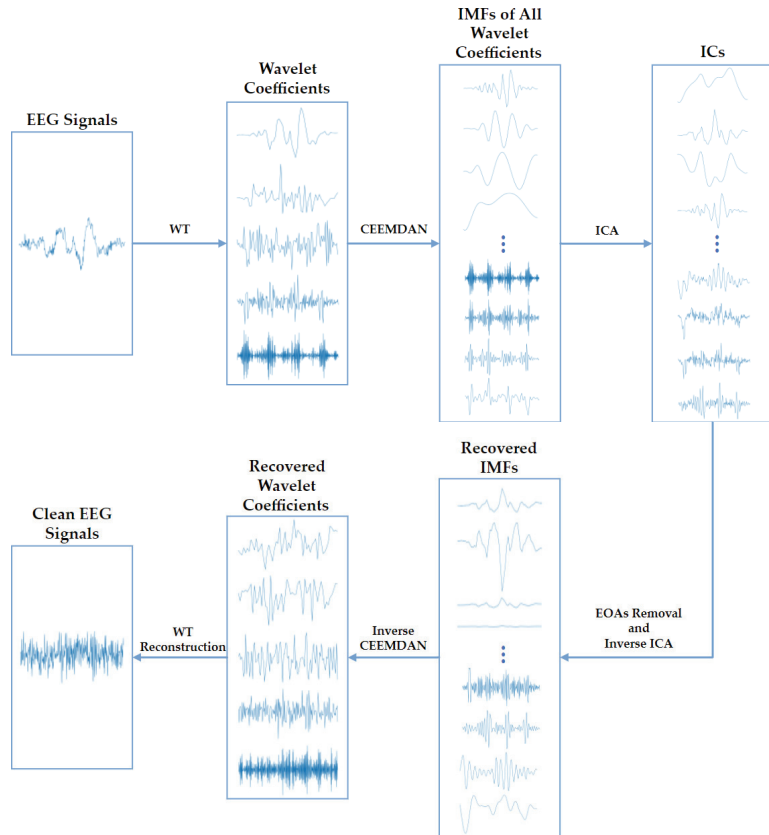 EEG Signals
WT
Wavelet
Coefficients
CEEMDAN
IMFs of All
Wavelet
Coefficients
ICA
ICs
EOAs Removal
and
Inverse ICA
Recovered
IMFs
Inverse
CEEMDAN
Recovered
Wavelet
Coefficients
WT
Reconstruction
Clean EEG
Signals